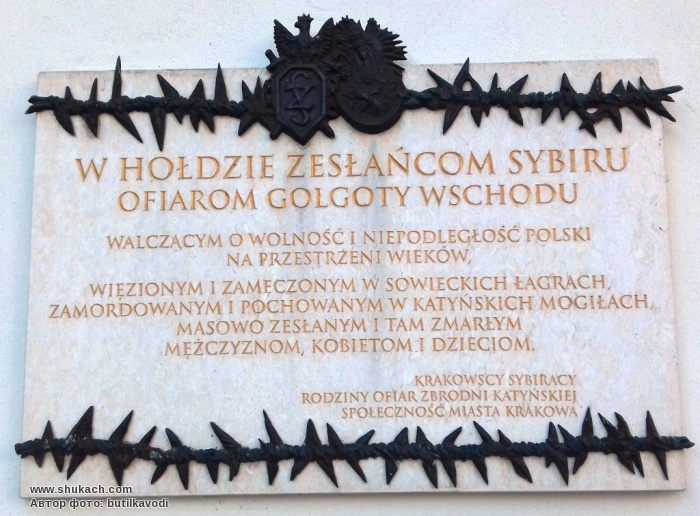 W HOŁDZIE ZESŁAŃCOM SYBIRU
OFIAROM GOLGOTY WSCHODU
WALCZĄCYM O WOLNOŚĆ I NIEPODLEGŁOŚĆ POLSKI
NA PRZESTRZENI WIEKÓW,
WIĘZIONYM I ZAMĘCZONYM W SOWIECKICH ŁAGRACH,
ZAMORDOWANYM I POCHOWANYM W KATYŃSKICH MOGIŁACH,
MASOWO ZESŁANYM I TAM ZMARŁYM
MĘŻCZYZNOM, KOBIETOM I DZIECIOM.
KRAKOWSCY SYBIRACY
RODZINY OFIAR ZBRODNI KATYŃSKIEJ
SPOŁECZNOŚĆ MIASTA KRAKOWA
www.shukach.com
Автор фото: butilkavodi